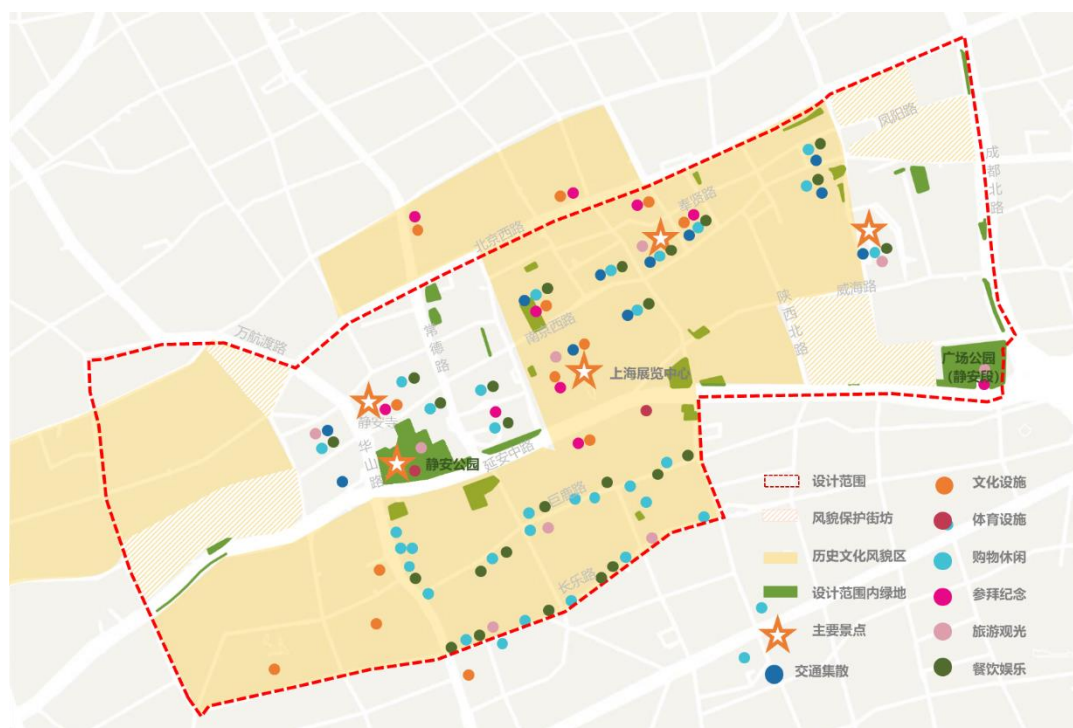 凤阳路
成
都
北
路
奉贤路
北京西路
威海路
陕
西
北
路
南京西路
万航渡路
常
德
路
广场公园
（静安段）
上海展览中心
静安寺
华
山
路
静安公园
延安中路
巨鹿路
长乐路
设计范围
风貌保护街坊
历史文化风貌区
设计范围内绿地
主要景点
交通集散
文化设施
体育设施
购物休闲
参拜纪念
旅游观光
餐饮娱乐